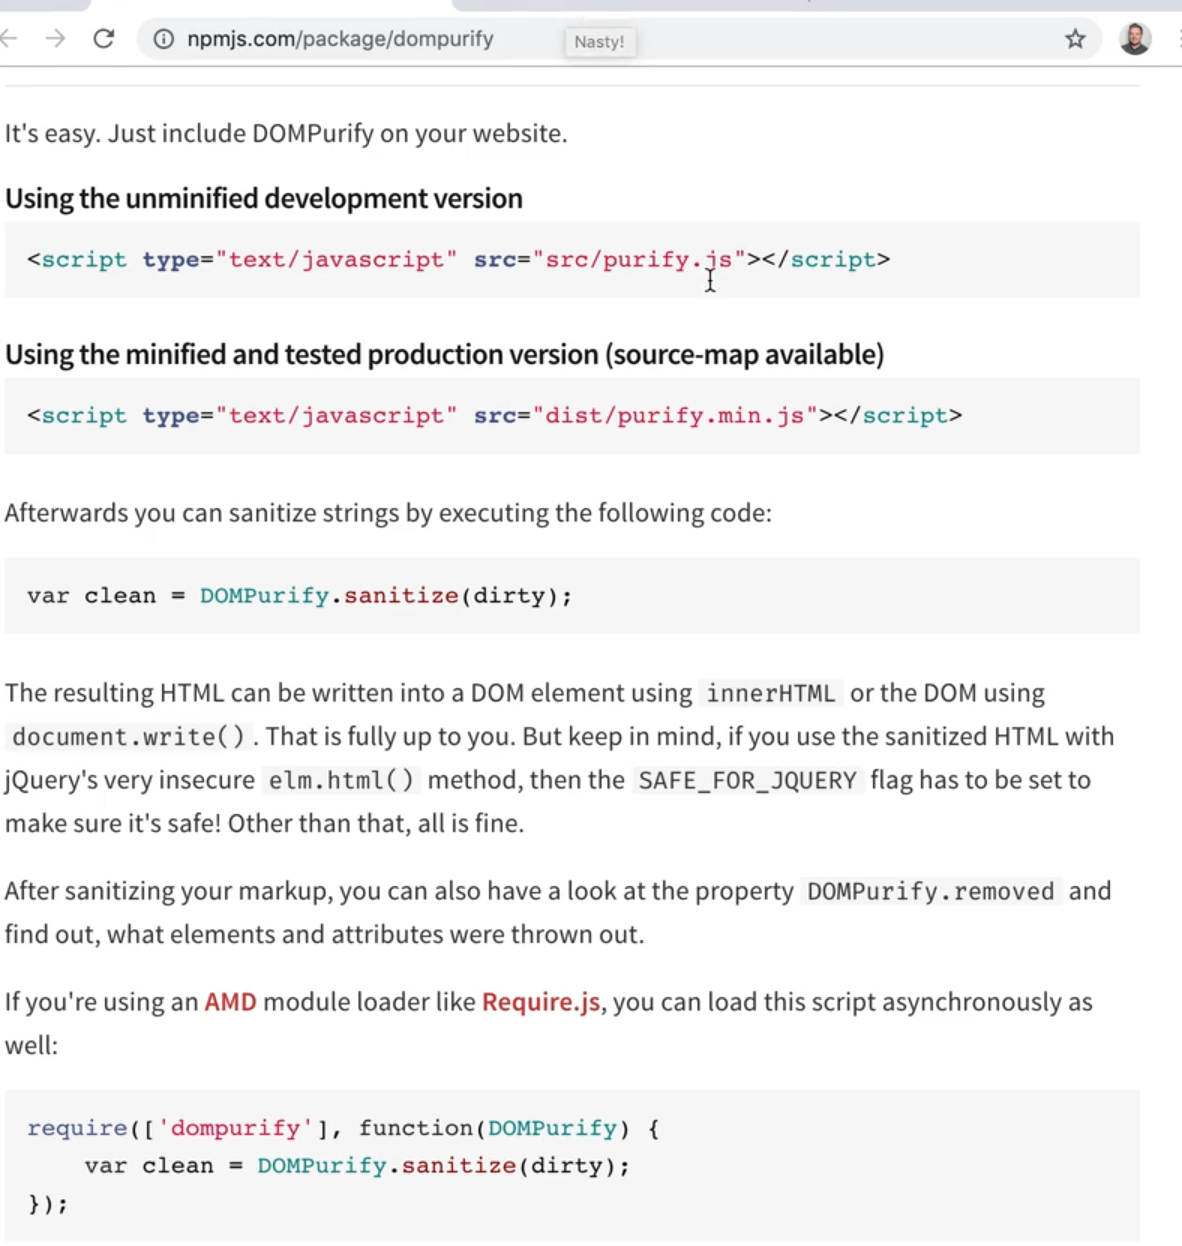 npmjs.com/package/dompurify
Nasty!
It's easy. Just include DOMPurify on your website.
Using the unminified development version
<script type="text/javascript" src="src/purify.js"></script>
Using the minified and tested production version (source-map available)
<script type="text/javascript" src="dist/purify.min.js"></script>
Afterwards you can sanitize strings by executing the following code:
var clean = DOMPurify.sanitize(dirty);
The resulting HTML can be written into a DOM element using innerHTML or the DOM using
document.write() . That is fully up to you. But keep in mind, if you use the sanitized HTML with
jQuery's very insecure elm.html() method, then the SAFE_FOR_JQUERY flag has to be set to
make sure it's safe! Other than that, all is fine.
After sanitizing your markup, you can also have a look at the property DOMPurify.removed and
find out, what elements and attributes were thrown out.
If you're using an AMD module loader like Require.js, you can load this script asynchronously as
well:
require(['dompurify'], function(DOMPurify) {
    var clean = DOMPurify.sanitize(dirty);
});